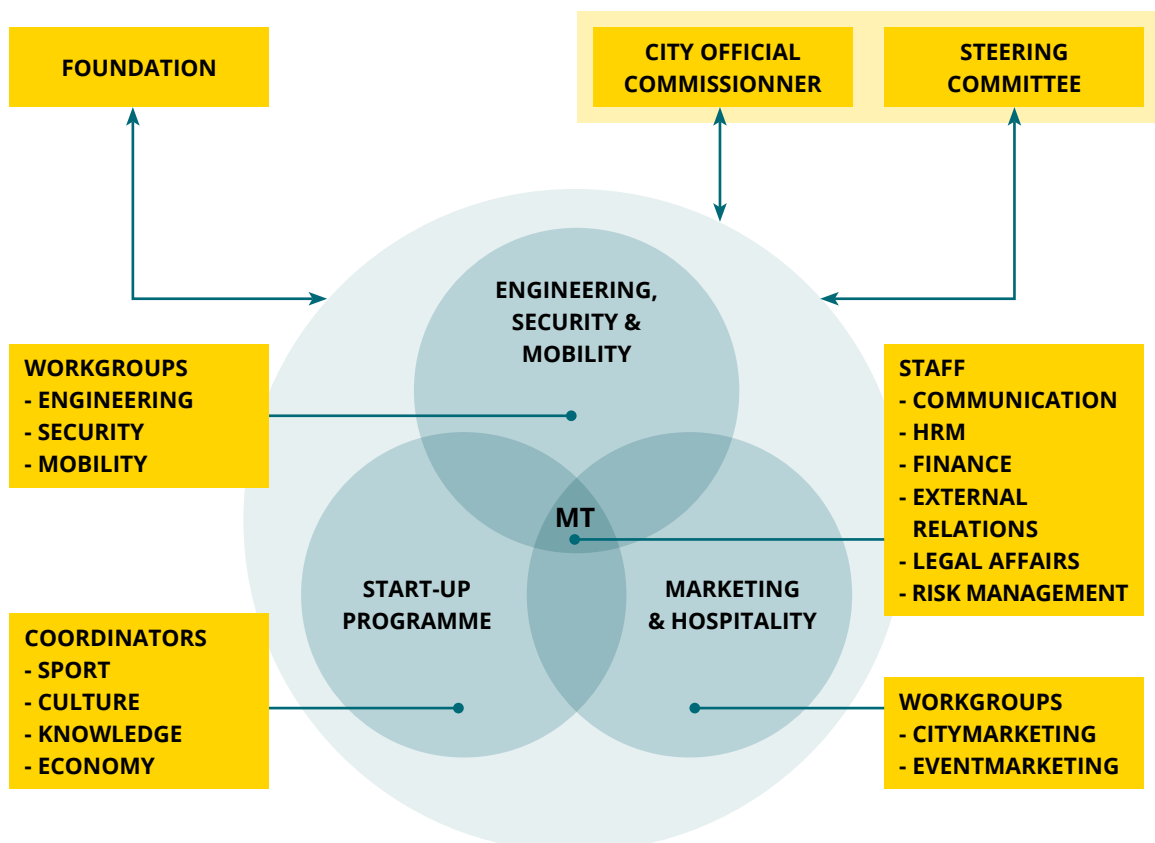 FOUNDATION
CITY OFFICIAL
COMMISSIONNER
STEERING
COMMITTEE
ENGINEERING,
SECURITY &
MOBILITY
WORKGROUPS
- ENGINEERING
- SECURITY
- MOBILITY
STAFF
- COMMUNICATION
- HRM
- FINANCE
- EXTERNAL
RELATIONS
- LEGAL AFFAIRS
- RISK MANAGEMENT
MT
START-UP
PROGRAMME
MARKETING
& HOSPITALITY
COORDINATORS
- SPORT
- CULTURE
- KNOWLEDGE
- ECONOMY
WORKGROUPS
- CITYMARKETING
- EVENTMARKETING